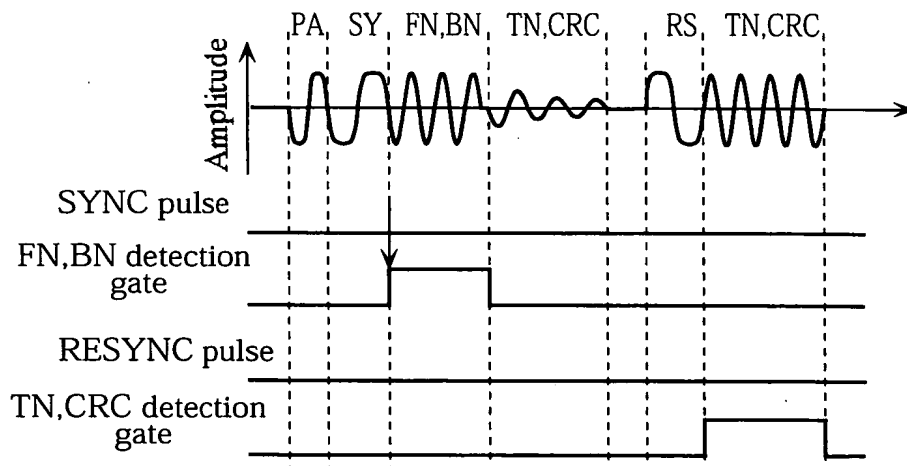 PA SY FN,BN TN,CRC RS TN,CRC
Amplitude
SYNC pulse
FN,BN detection
gate
RESYNC pulse
TN,CRC detection
gate